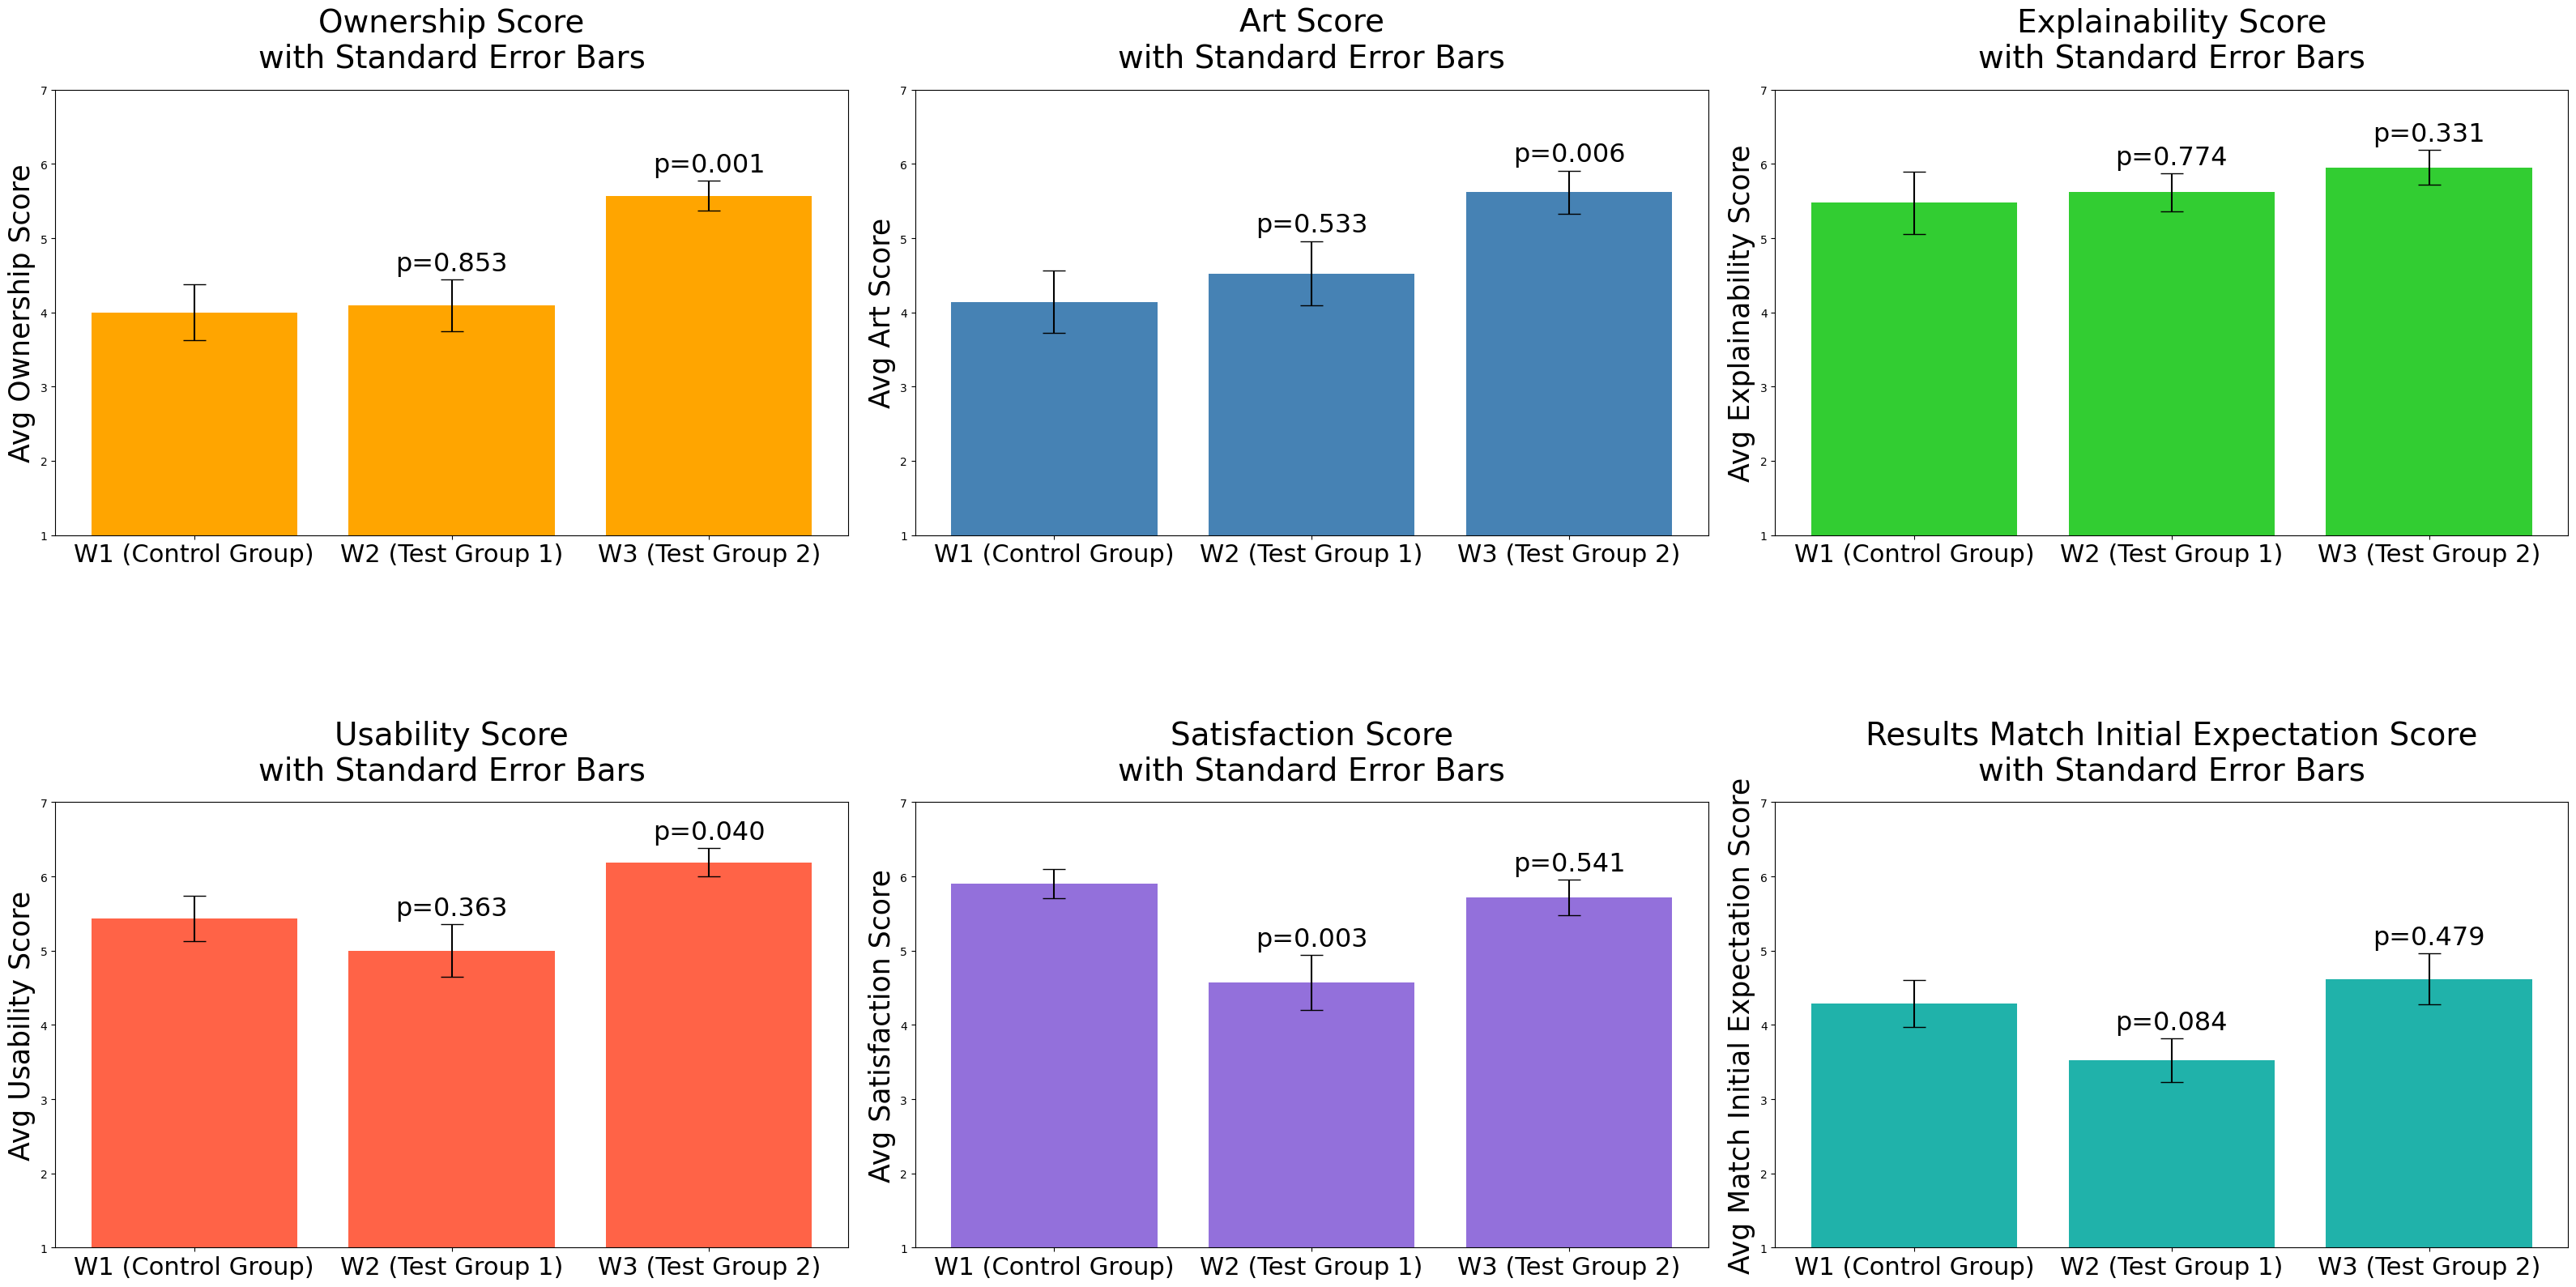 Ownership Score
with Standard Error Bars
Avg Ownership Score
7
6
5
4
3
2
1
p=0.853
p=0.001
W1 (Control Group)
W2 (Test Group 1)
W3 (Test Group 2)
Art Score
with Standard Error Bars
Avg Art Score
7
6
5
4
3
2
1
p=0.533
p=0.006
W1 (Control Group)
W2 (Test Group 1)
W3 (Test Group 2)
Explainability Score
with Standard Error Bars
Avg Explainability Score
7
6
5
4
3
2
1
p=0.774
p=0.331
W1 (Control Group)
W2 (Test Group 1)
W3 (Test Group 2)
Usability Score
with Standard Error Bars
Avg Usability Score
7
6
5
4
3
2
1
p=0.363
p=0.040
W1 (Control Group)
W2 (Test Group 1)
W3 (Test Group 2)
Satisfaction Score
with Standard Error Bars
Avg Satisfaction Score
7
6
5
4
3
2
1
p=0.003
p=0.541
W1 (Control Group)
W2 (Test Group 1)
W3 (Test Group 2)
Results Match Initial Expectation Score
with Standard Error Bars
Avg Match Initial Expectation Score
7
6
5
4
3
2
1
p=0.084
p=0.479
W1 (Control Group)
W2 (Test Group 1)
W3 (Test Group 2)